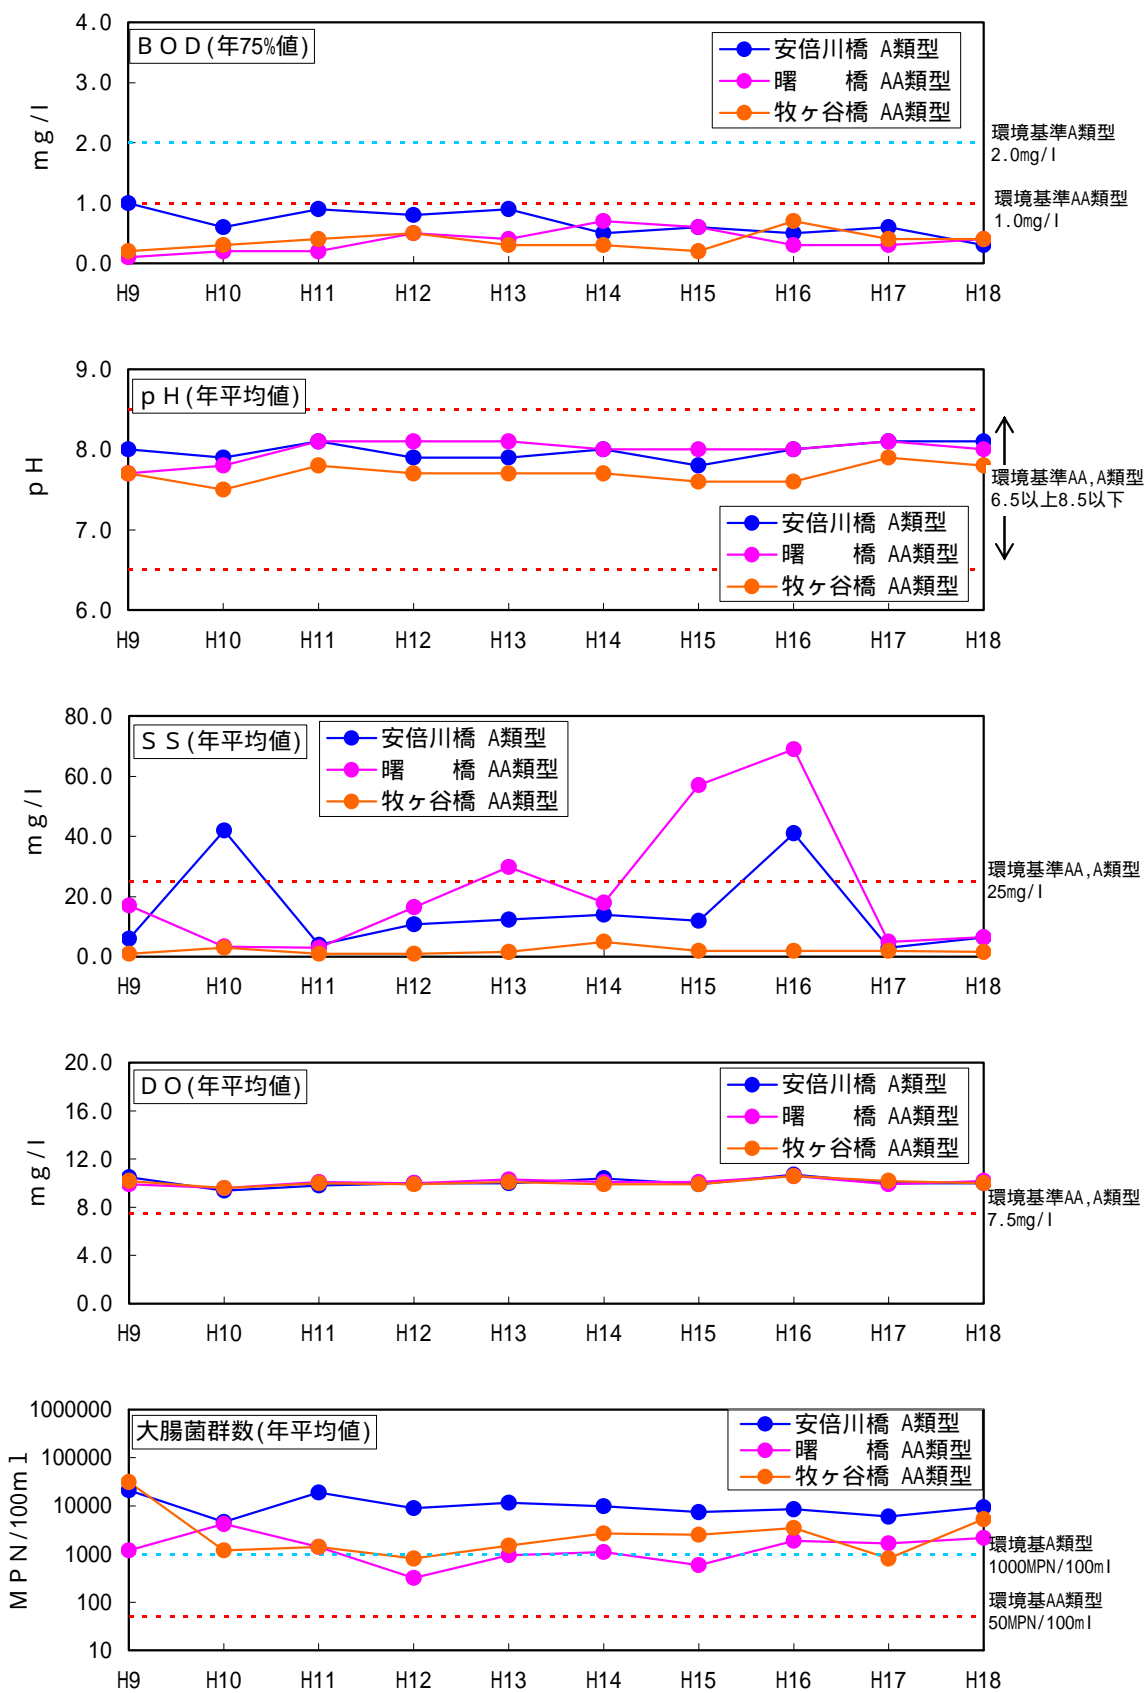 ＢＯＤ(年75%値)
安倍川橋 A類型
曙　　橋 AA類型
牧ヶ谷橋 AA類型
mg/l
4.0
3.0
2.0
1.0
0.0
環境基準A類型
2.0mg/l
環境基準AA類型
1.0mg/l
H9 H10 H11 H12 H13 H14 H15 H16 H17 H18
ｐＨ(年平均値)
pH
9.0
8.0
7.0
6.0
環境基準AA,A類型
6.5以上8.5以下
安倍川橋 A類型
曙　　橋 AA類型
牧ヶ谷橋 AA類型
H9 H10 H11 H12 H13 H14 H15 H16 H17 H18
ＳＳ(年平均値)
安倍川橋 A類型
曙　　橋 AA類型
牧ヶ谷橋 AA類型
mg/l
80.0
60.0
40.0
20.0
0.0
環境基準AA,A類型
25mg/l
H9 H10 H11 H12 H13 H14 H15 H16 H17 H18
ＤＯ(年平均値)
安倍川橋 A類型
曙　　橋 AA類型
牧ヶ谷橋 AA類型
mg/l
20.0
16.0
12.0
8.0
4.0
0.0
環境基準AA,A類型
7.5mg/l
H9 H10 H11 H12 H13 H14 H15 H16 H17 H18
大腸菌群数(年平均値)
安倍川橋 A類型
曙　　橋 AA類型
牧ヶ谷橋 AA類型
MPN/100ml
1000000
100000
10000
1000
100
10
環境基A類型
1000MPN/100ml
環境基AA類型
50MPN/100ml
H9 H10 H11 H12 H13 H14 H15 H16 H17 H18